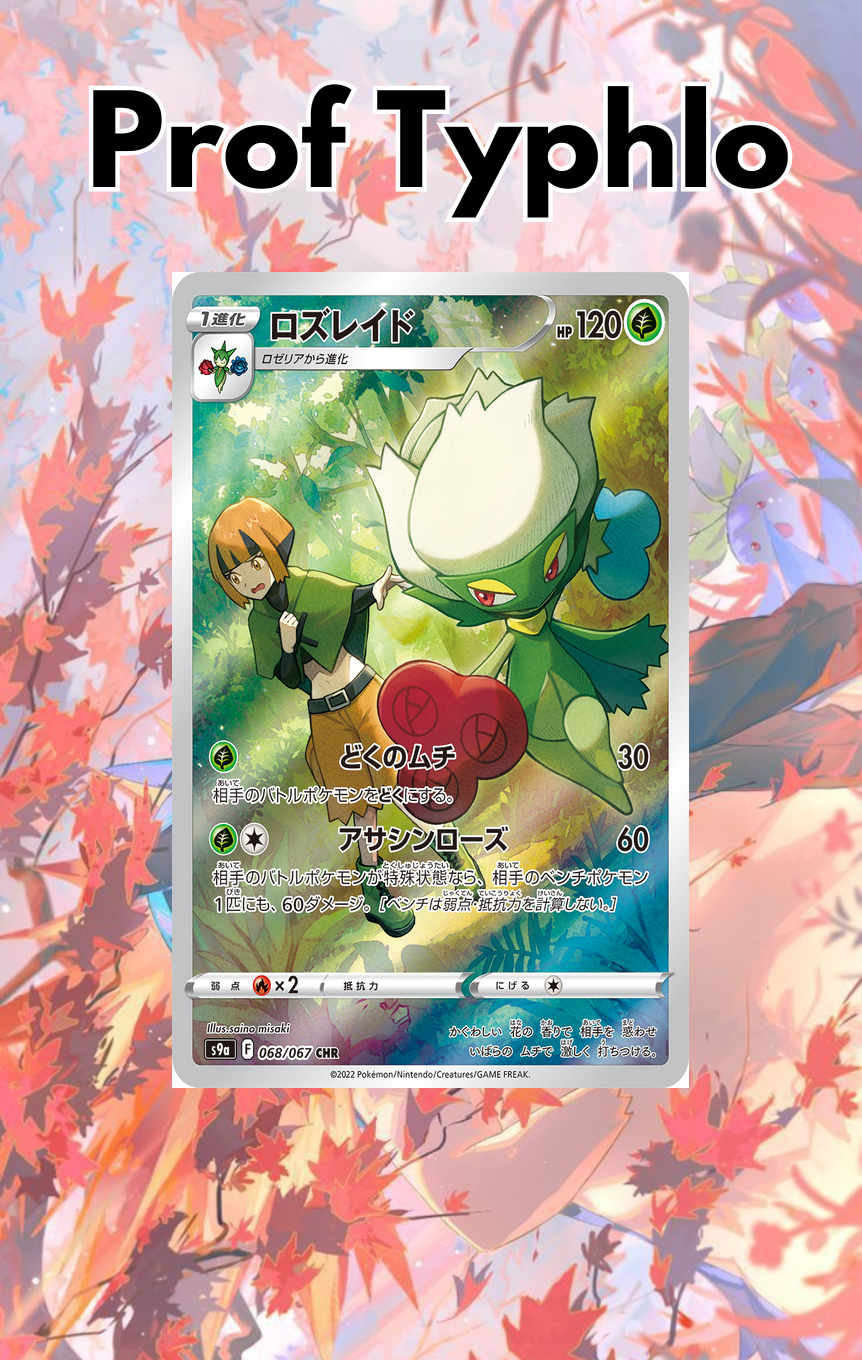 Prof Typhlo
1進化
ロズレイド
HP 120
ロゼリアから進化
どくのムチ 30
相手のバトルポケモンをどくにする。
アサシンローズ 60
相手のバトルポケモンが特殊状態なら、相手のベンチポケモン
1匹にも、60ダメージ。［ベンチは弱点・抵抗力を計算しない。］
弱点 ×2 抵抗力 にげる
Illus.saino misaki
かぐわしい 花の 香りで 相手を 惑わせ
いばらの ムチで 激しく 打ちつける。
s9a F 068/067 CHR
©2022 Pokémon/Nintendo/Creatures/GAME FREAK.